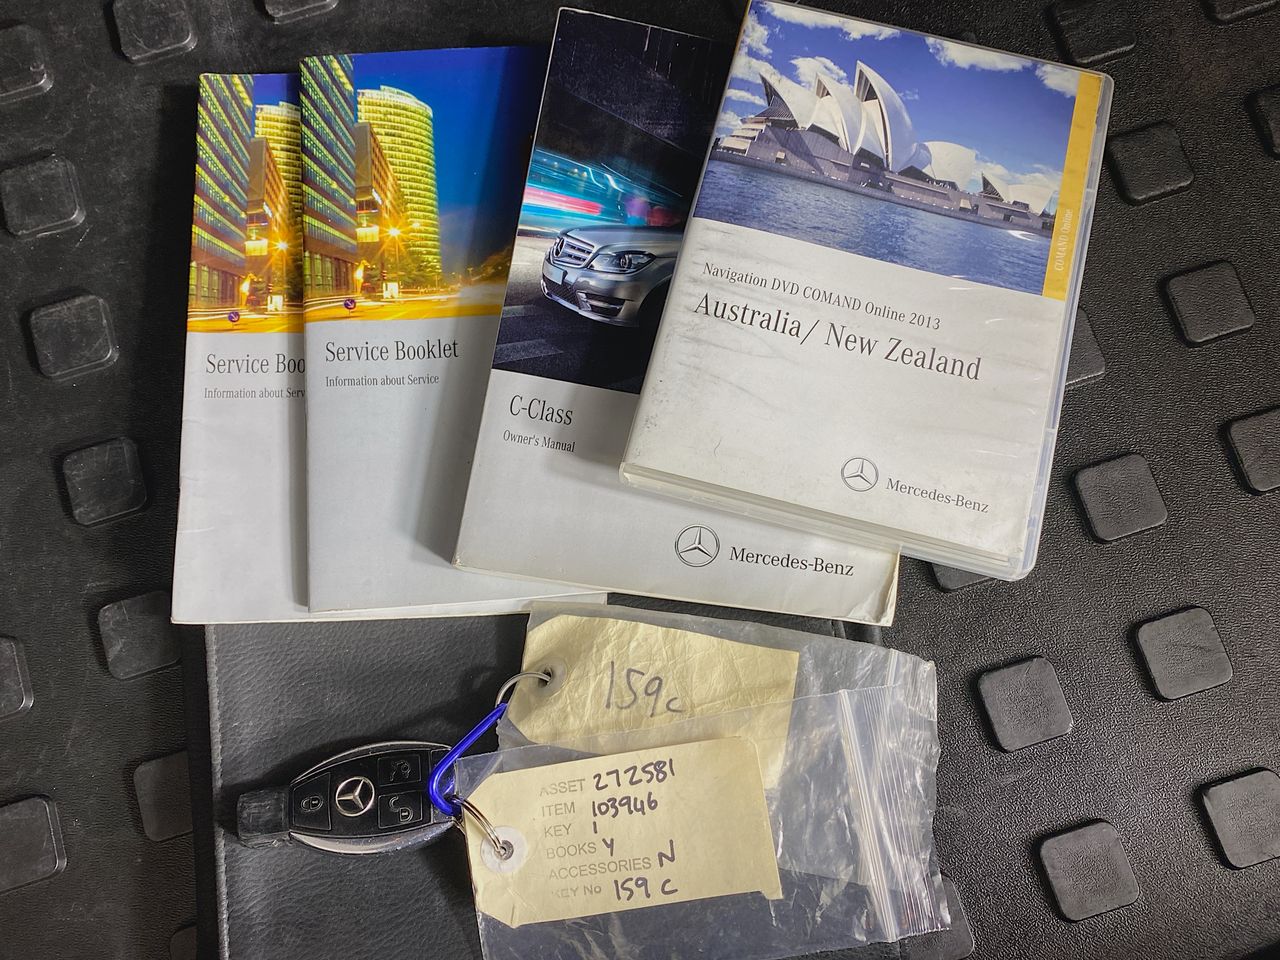 Service Boo
Information about Serv
Service Booklet
Information about Service
C-Class
Owner's Manual
Mercedes-Benz
COMAND Online
Navigation DVD COMAND Online 2013
Australia/ New Zealand
Mercedes-Benz
159c
ASSET 272581
ITEM 103946
KEY 1
BOOKS Y
ACCESSORIES N
KEY No 159 C